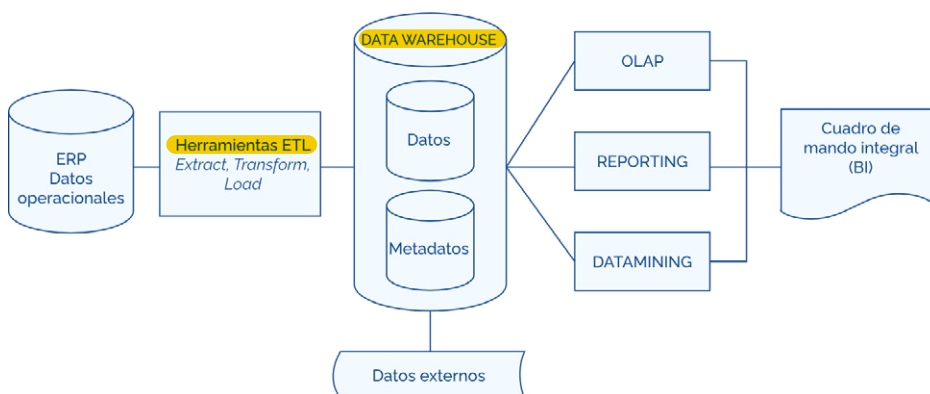 DATA WAREHOUSE
ERP
Datos
operacionales
Herramientas ETL
Extract, Transform,
Load
Datos
Metadatos
Datos externos
OLAP
REPORTING
DATAMINING
Cuadro de
mando integral
(BI)